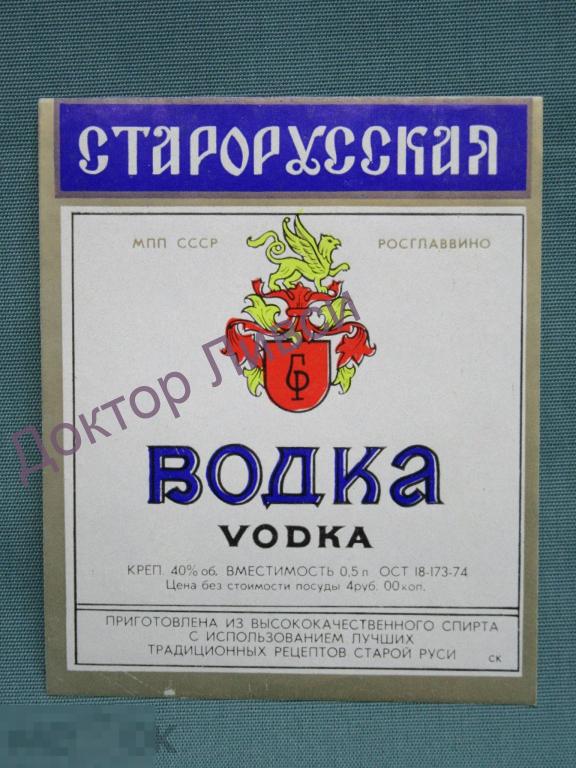 СТАРОРУССКАЯ
МПП СССР РОСГЛАВВИНО
СР
ВОДКА
VODKA
КРЕП. 40% об. ВМЕСТИМОСТЬ 0,5 л ОСТ 18-173-74
Цена без стоимости посуды 4руб. 00коп.
ПРИГОТОВЛЕНА ИЗ ВЫСОКОКАЧЕСТВЕННОГО СПИРТА
С ИСПОЛЬЗОВАНИЕМ ЛУЧШИХ
ТРАДИЦИОННЫХ РЕЦЕПТОВ СТАРОЙ РУСИ
СК
Доктор Ливси